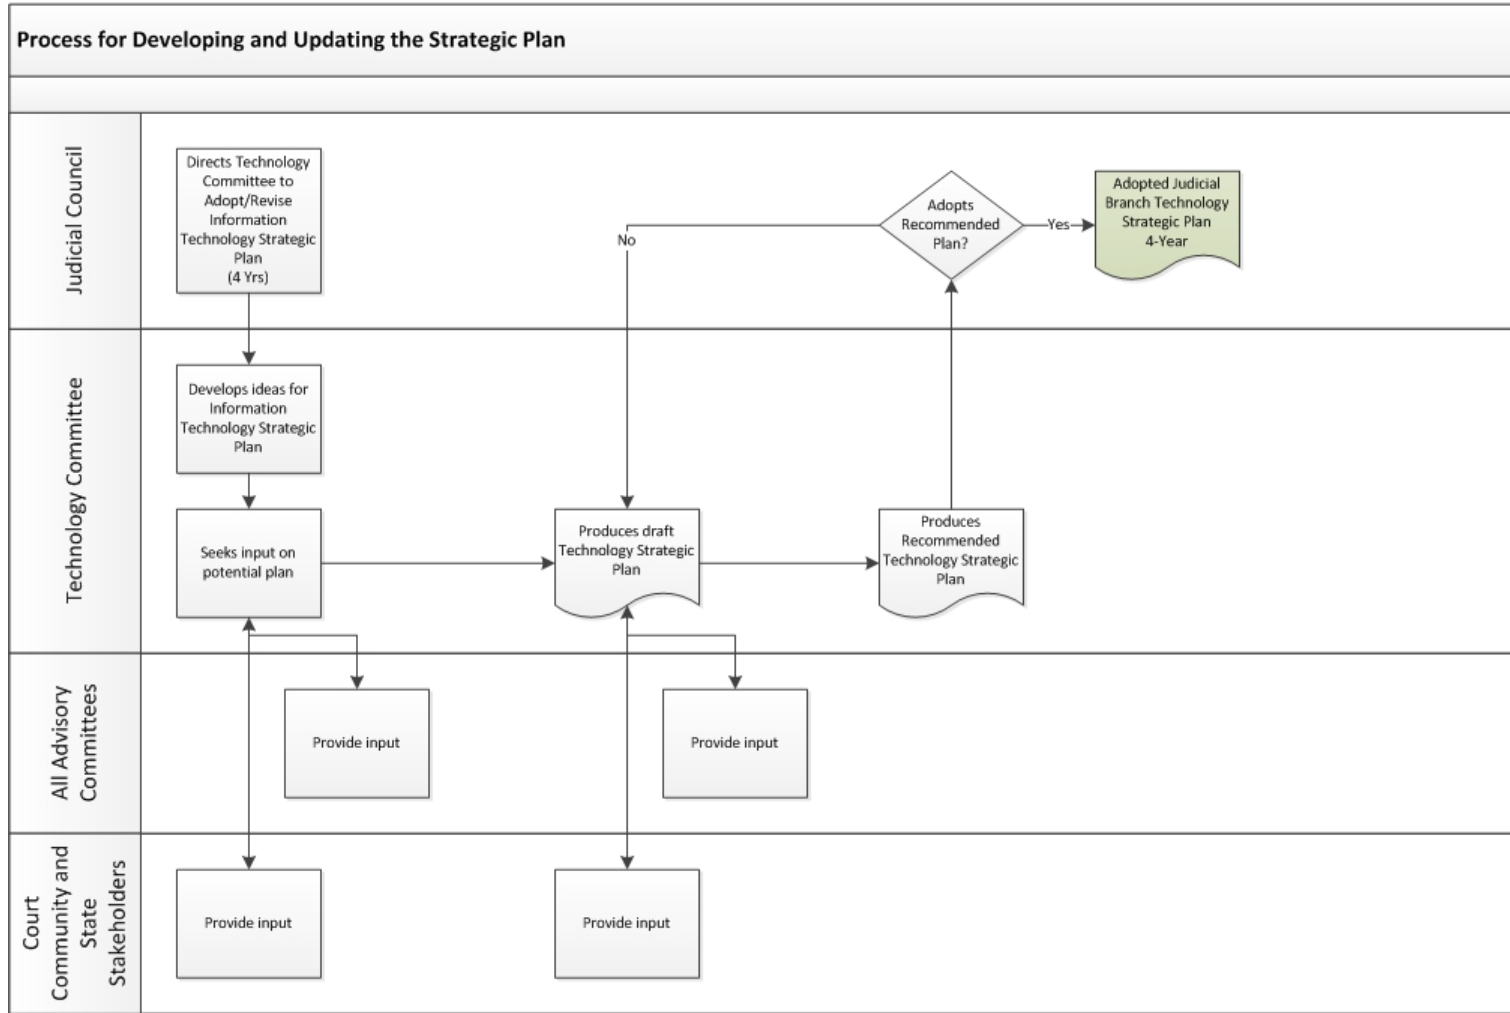 Process for Developing and Updating the Strategic Plan
Judicial Council
Directs Technology
Committee to
Adopt/Revise
Information
Technology Strategic
Plan
(4 Yrs)
No
Adopts
Recommended
Plan?
Yes
Adopted Judicial
Branch Technology
Strategic Plan
4-Year
Technology Committee
Develops ideas for
Information
Technology Strategic
Plan
Seeks input on
potential plan
Produces draft
Technology Strategic
Plan
Produces
Recommended
Technology Strategic
Plan
All Advisory
Committees
Provide input
Provide input
Court
Community and
State
Stakeholders
Provide input
Provide input